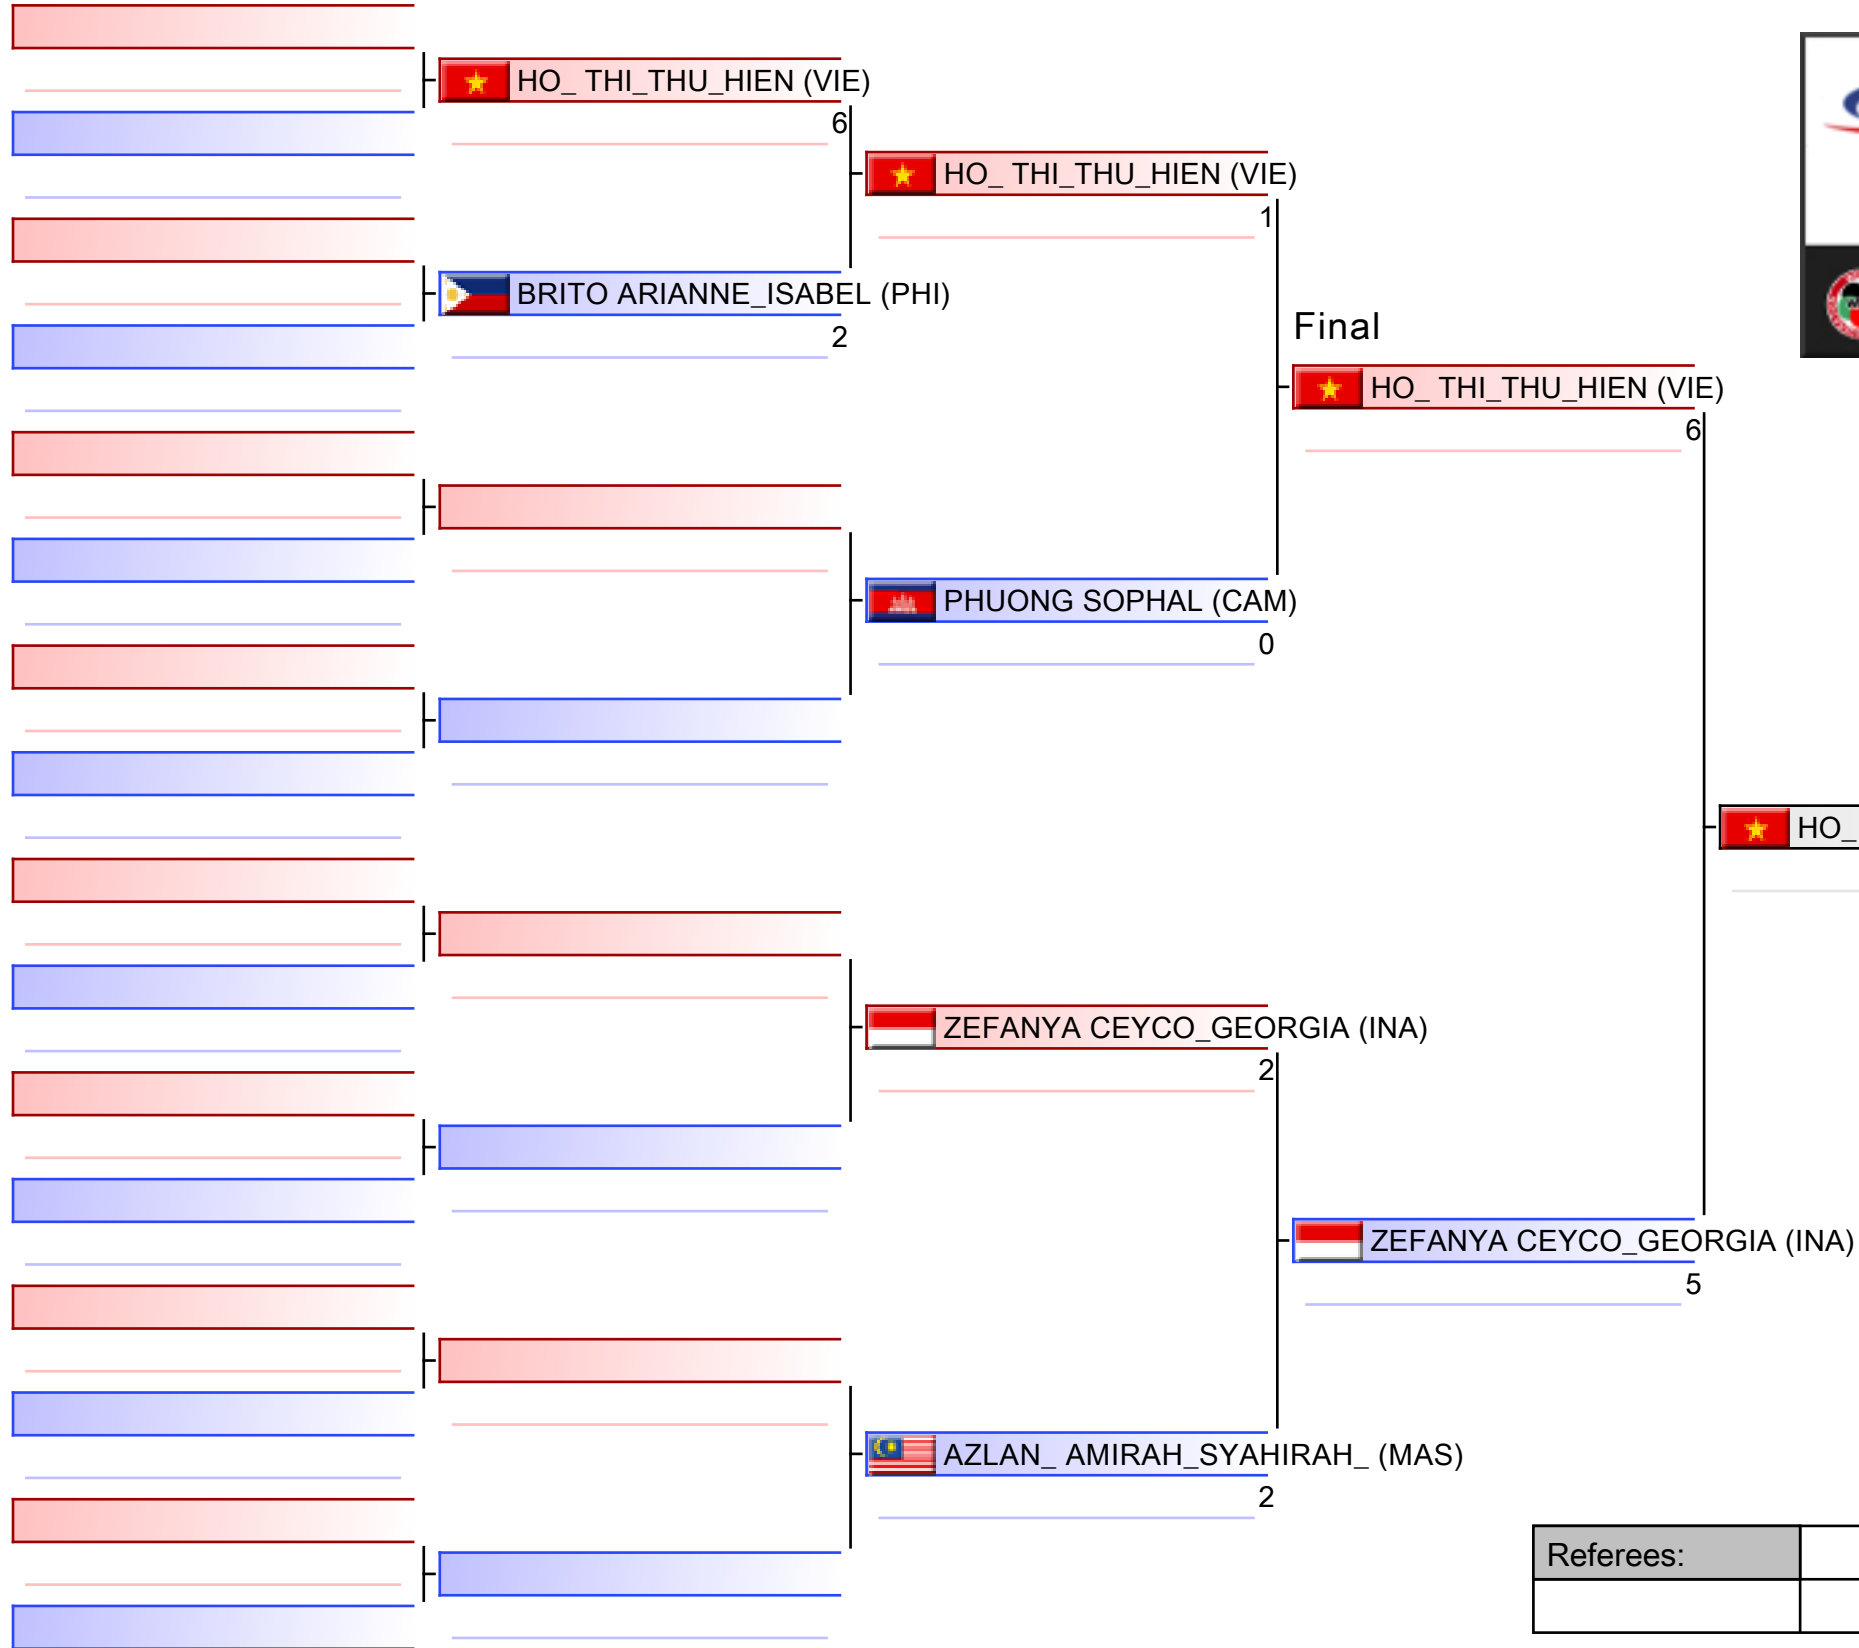 HO_ THI_THU_HIEN (VIE)
6
HO_ THI_THU_HIEN (VIE)
1
BRITO ARIANNE_ISABEL (PHI)
2
Final
HO_ THI_THU_HIEN (VIE)
6
PHUONG SOPHAL (CAM)
0
HO_
ZEFANYA CEYCO_GEORGIA (INA)
2
ZEFANYA CEYCO_GEORGIA (INA)
5
AZLAN_ AMIRAH_SYAHIRAH_ (MAS)
2
Referees: